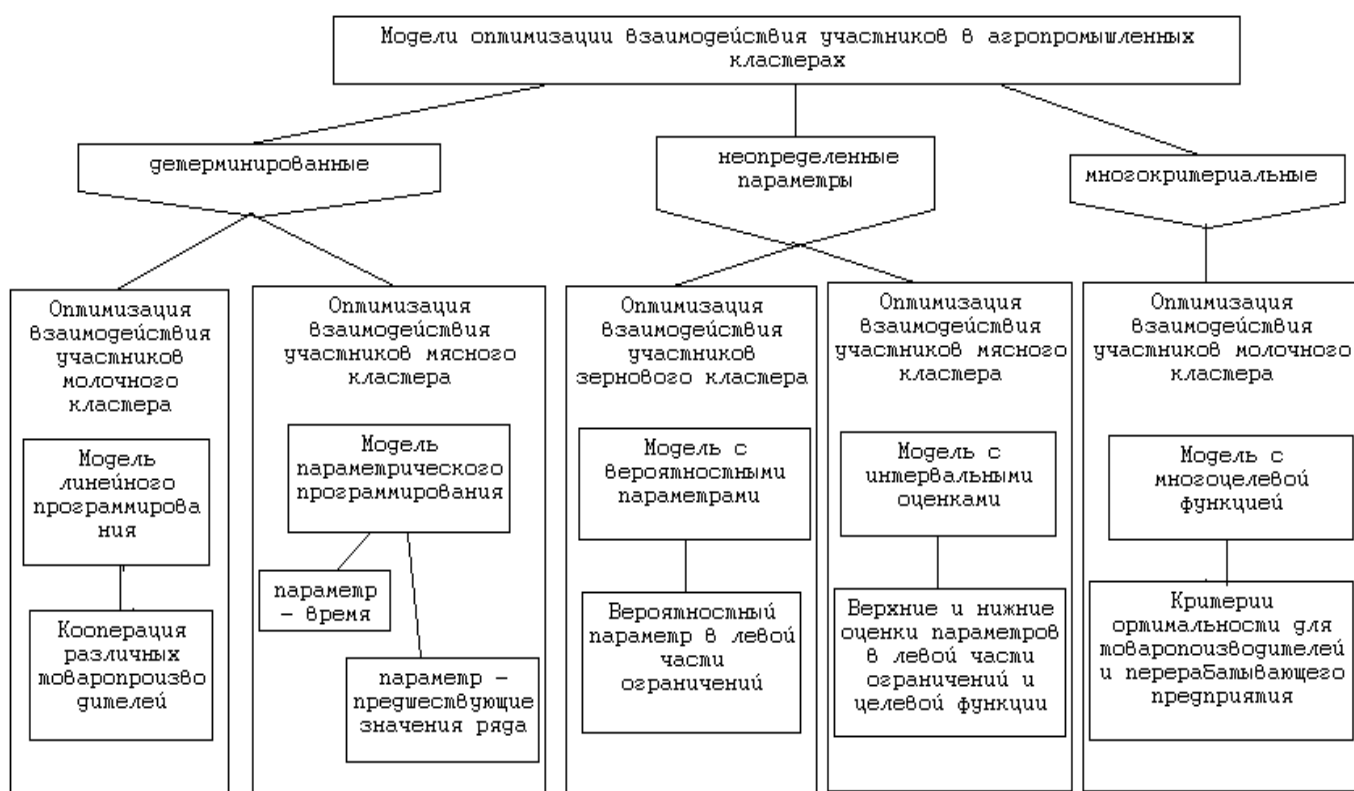 Модели оптимизации взаимодействия участников в агропромышленных
кластерах
детерминированные
неопределенные
параметры
многокритериальные
Оптимизация
взаимодействия
участников
молочного
кластера
Модель
линейного
программирова
ния
Кооперация
различных
товаропроизво
дителей
Оптимизация
взаимодействия
участников мясного
кластера
Модель
параметрического
программирования
параметр
- время
параметр -
предшествующие
значения ряда
Оптимизация
взаимодействия
участников
зернового кластера
Модель с
вероятностными
параметрами
Вероятностный
параметр в левой
части
ограничений
Оптимизация
взаимодействия
участников мясного
кластера
Модель с
интервальными
оценками
Верхние и нижние
оценки параметров
в левой части
ограничений и
целевой функции
Оптимизация
взаимодействия
участников молочного
кластера
Модель с
многоцелевой
функцией
Критерии
ортимальности для
товаропоизводителей
и перерабатывающего
предприятия